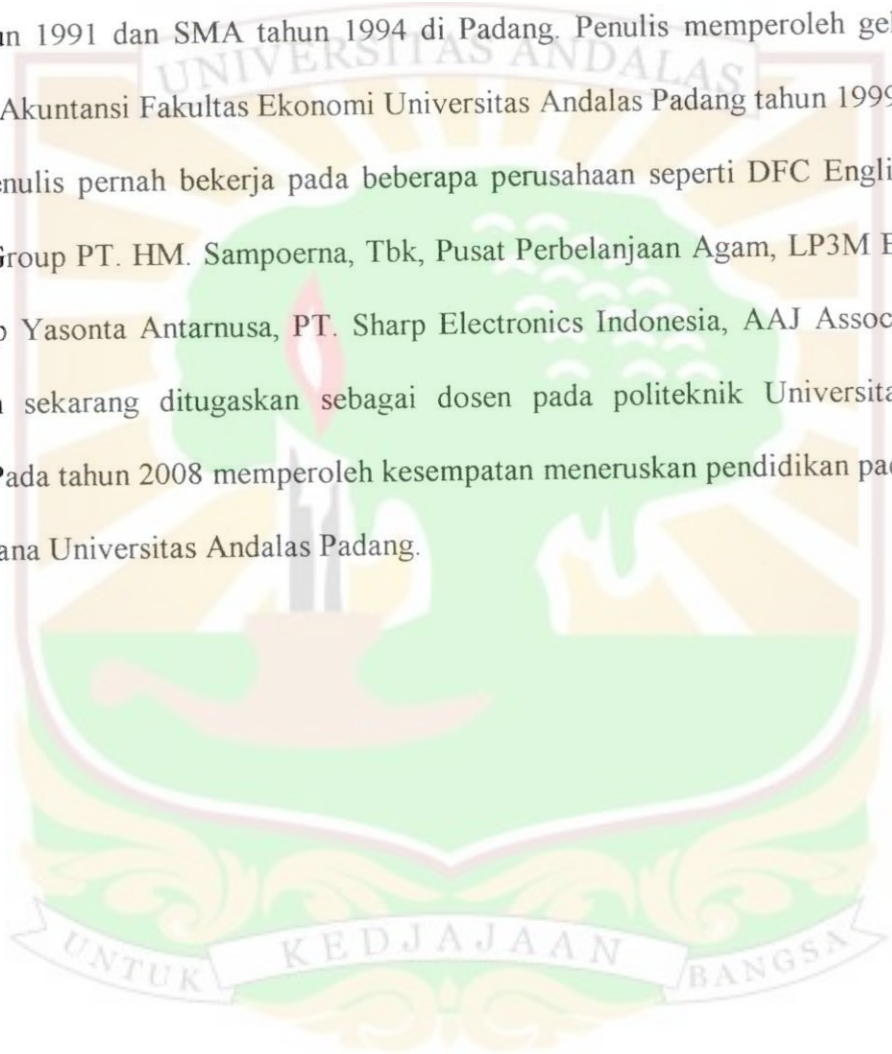 un 1991 dan SMA tahun 1994 di Padang. Penulis memperoleh gel
UNIVERSITAS ANDALAS
Akuntansi Fakultas Ekonomi Universitas Andalas Padang tahun 1999
enulis pernah bekerja pada beberapa perusahaan seperti DFC Engli
Group PT. HM. Sampoerna, Tbk, Pusat Perbelanjaan Agam, LP3M
Yasonta Antarnusa, PT. Sharp Electronics Indonesia, AAJ Assoc
sekarang ditugaskan sebagai dosen pada politeknik Universita
Pada tahun 2008 memperoleh kesempatan meneruskan pendidikan pa
ana Universitas Andalas Padang.
UNTUK KEDJAJAAN BANGSA